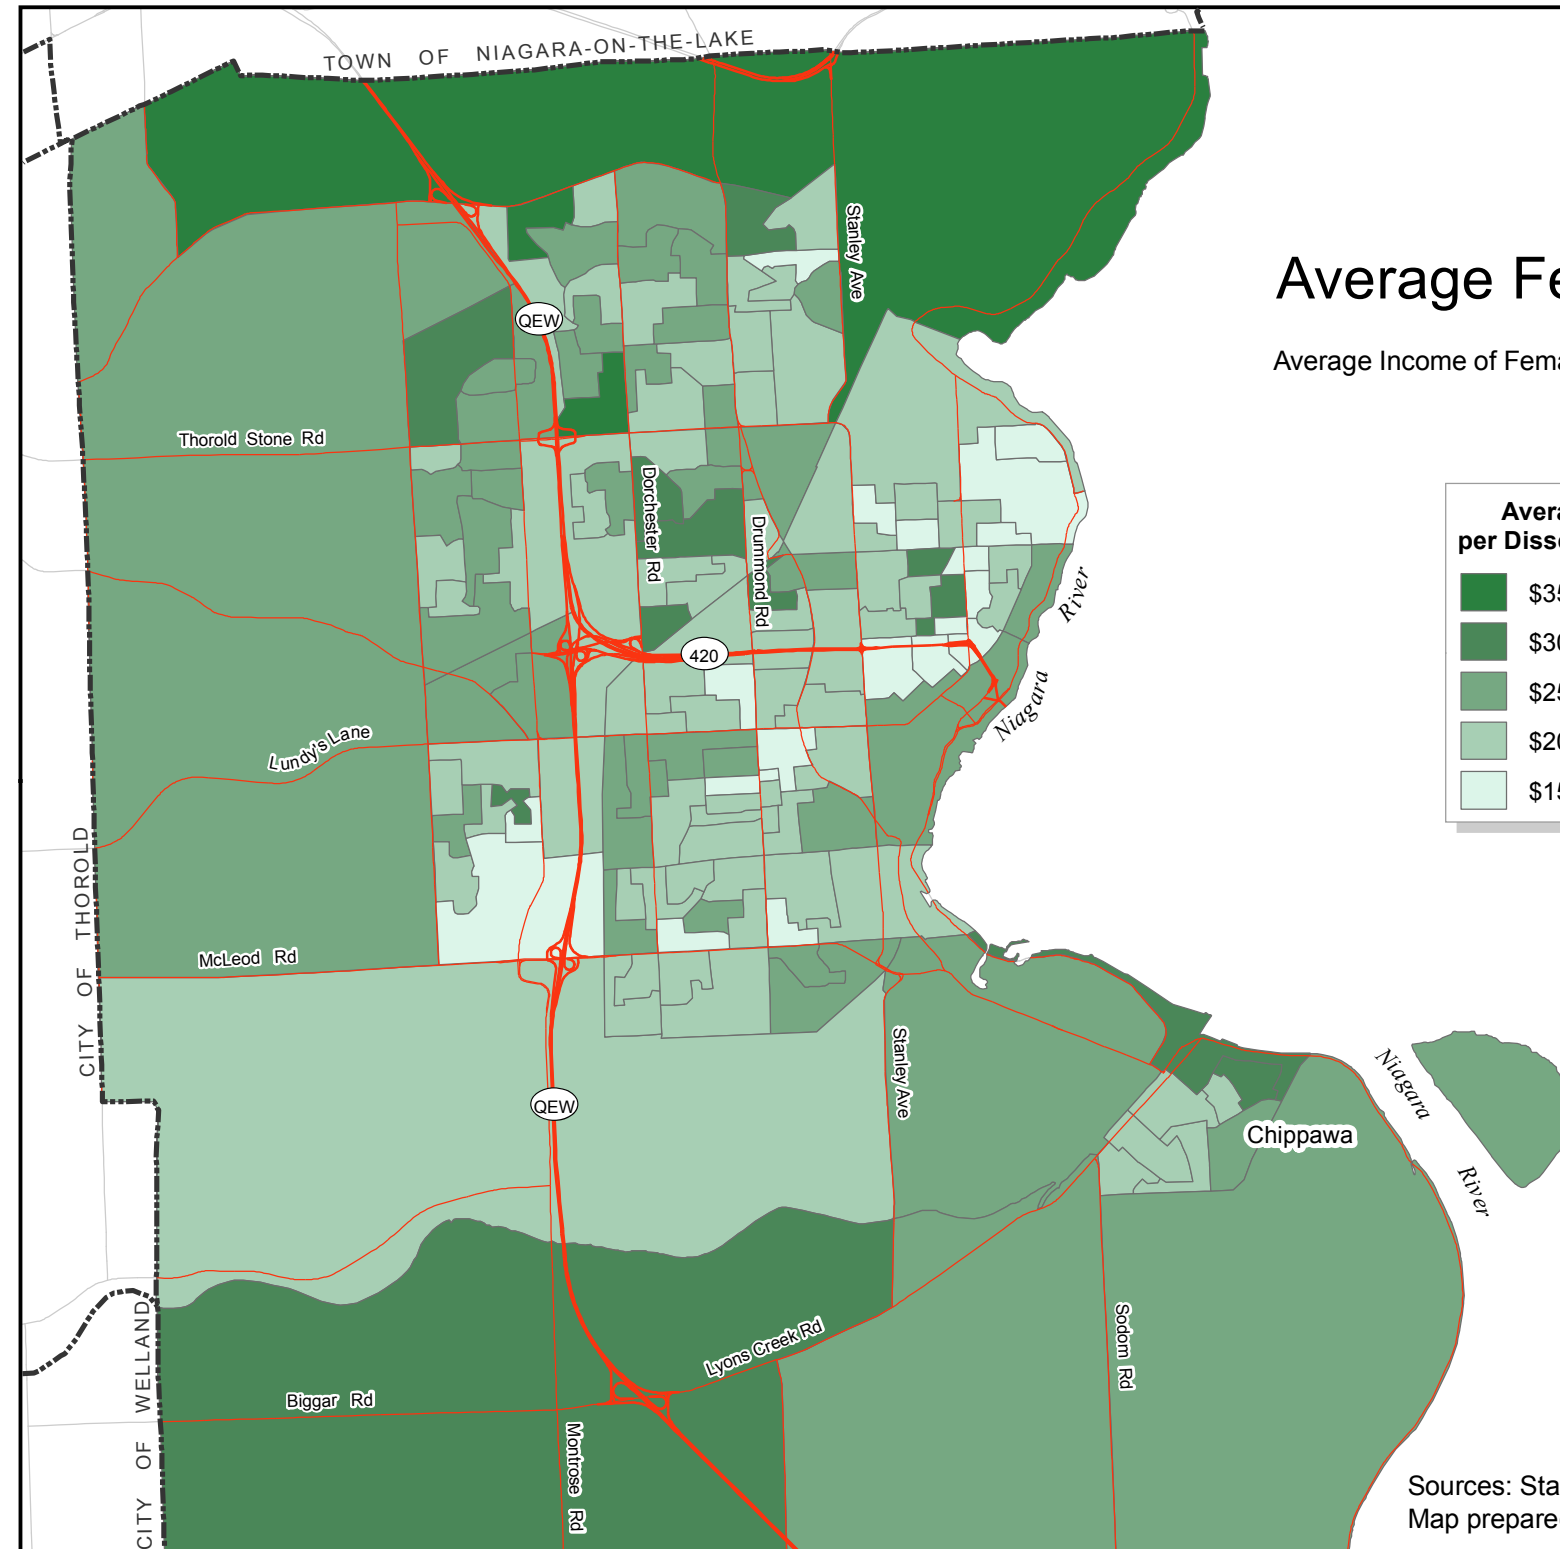 TOWN OF NIAGARA-ON-THE-LAKE
Stanley Ave
Average Fe
Average Income of Fema
QEW
Thorold Stone Rd
Dorchester Rd
Drummond Rd
Avera
per Disse
$35
$30
$25
$20
$15
Niagara River
420
Lundy's Lane
CITY OF THOROLD
McLeod Rd
Stanley Ave
Niagara River
QEW
Chippawa
CITY OF WELLAND
Lyons Creek Rd
Sodom Rd
Biggar Rd
Montrose Rd
CITY OF
Sources: Sta
Map prepare